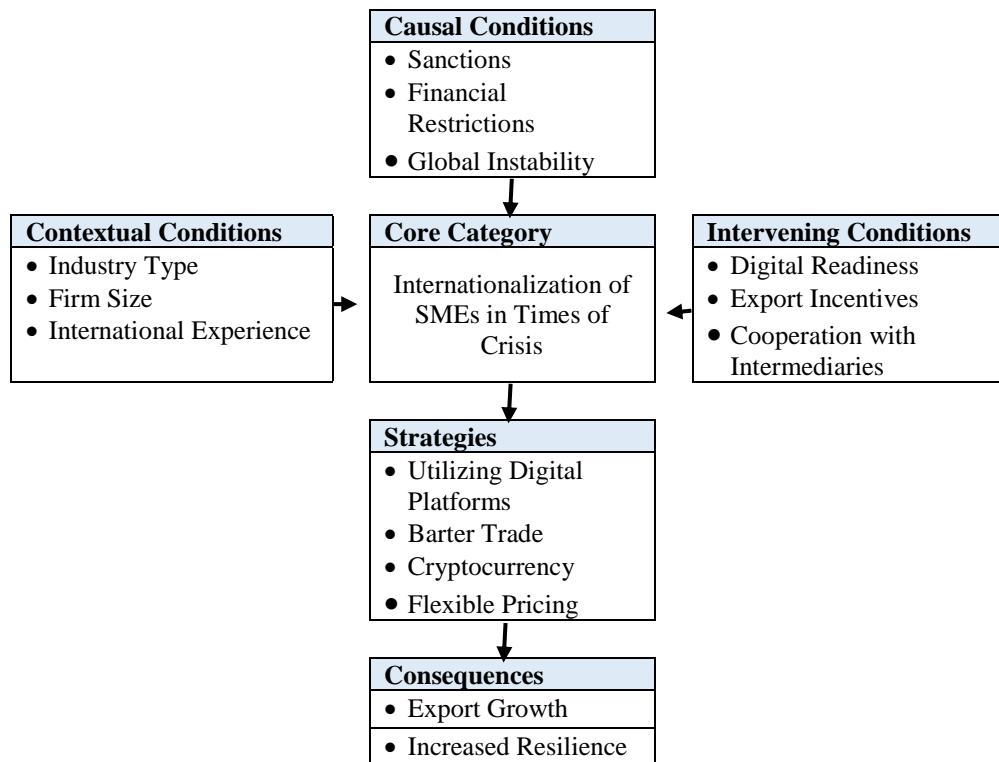 Causal Conditions
• Sanctions
• Financial
Restrictions
• Global Instability
Contextual Conditions
• Industry Type
• Firm Size
• International Experience
Core Category
Internationalization of
SMEs in Times of
Crisis
Intervening Conditions
• Digital Readiness
• Export Incentives
• Cooperation with
Intermediaries
Strategies
• Utilizing Digital
Platforms
• Barter Trade
• Cryptocurrency
• Flexible Pricing
Consequences
• Export Growth
• Increased Resilience